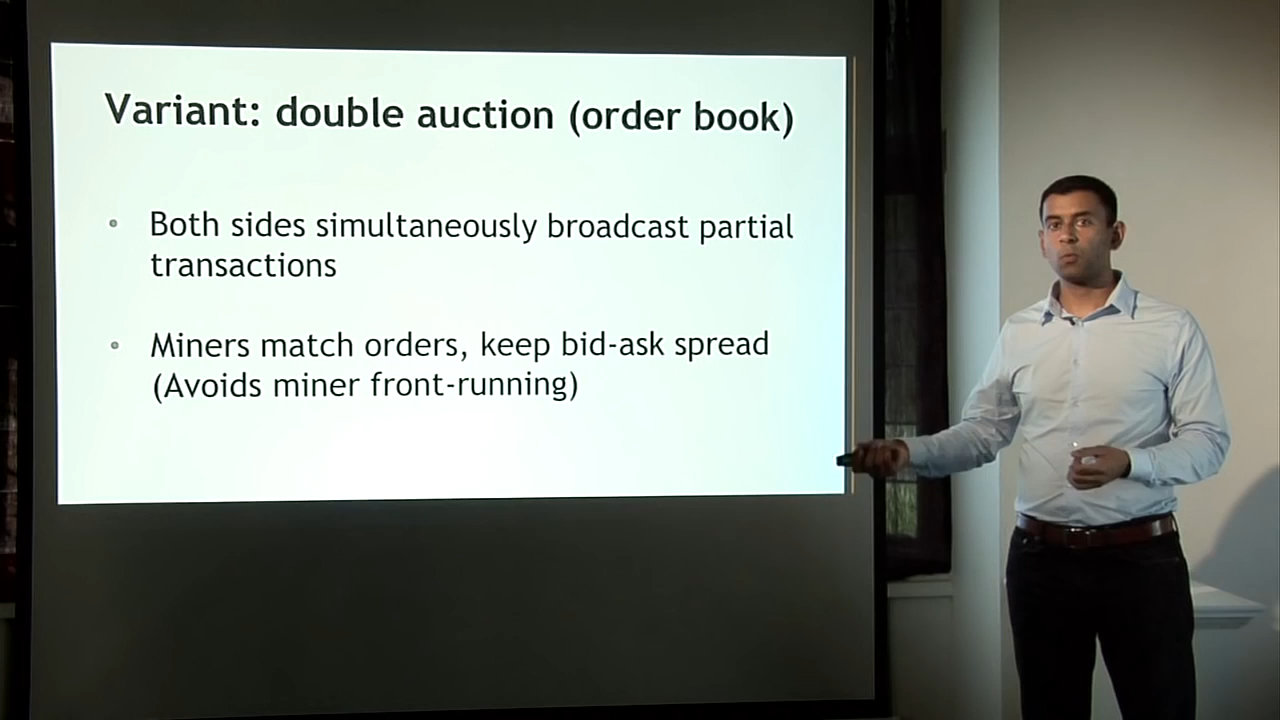 Variant: double auction (order book)
Both sides simultaneously broadcast partial
transactions
Miners match orders, keep bid-ask spread
(Avoids miner front-running)